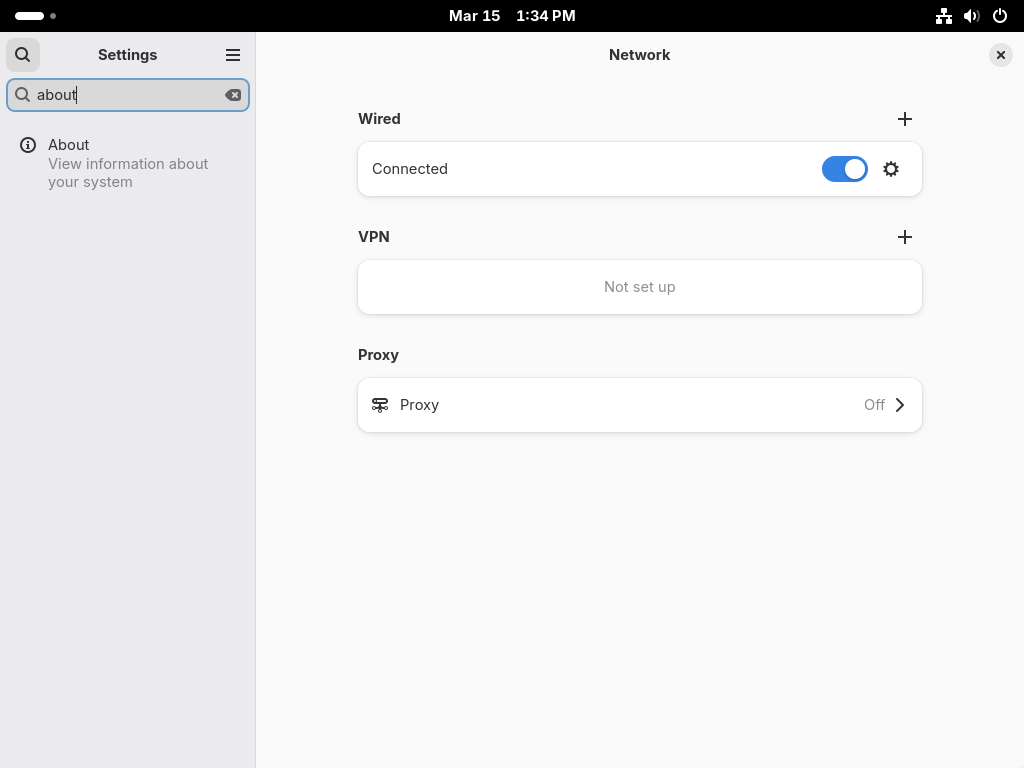 Mar 15 1:34 PM
Settings
Network
about
About
View information about
your system
Wired
Connected
VPN
Not set up
Proxy
Proxy Off